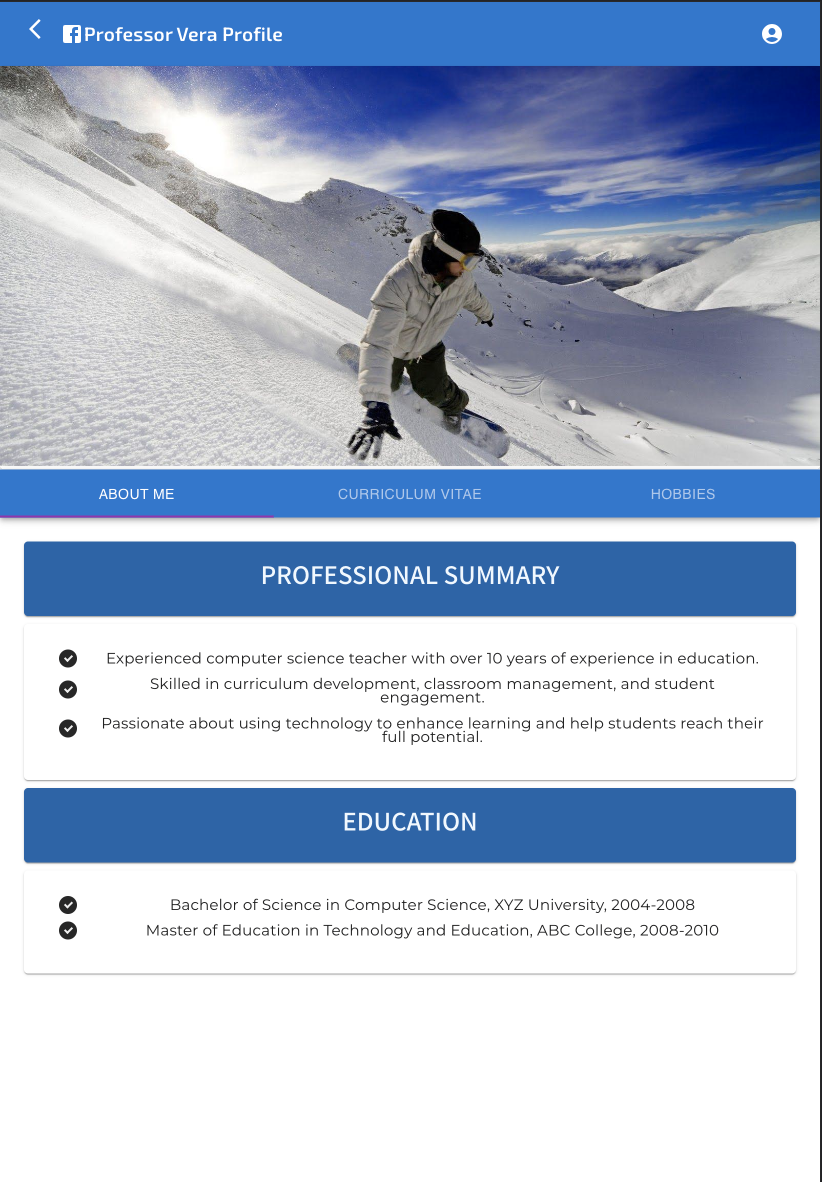 Professor Vera Profile
ABOUT ME
CURRICULUM VITAE
HOBBIES
PROFESSIONAL SUMMARY
Experienced computer science teacher with over 10 years of experience in education.
Skilled in curriculum development, classroom management, and student
engagement.
Passionate about using technology to enhance learning and help students reach their
full potential.
EDUCATION
Bachelor of Science in Computer Science, XYZ University, 2004-2008
Master of Education in Technology and Education, ABC College, 2008-2010